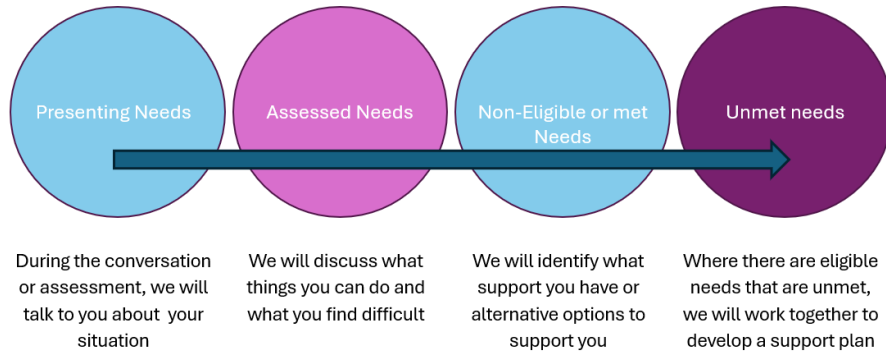 Presenting Needs
Assessed Needs
Non-Eligible or met
Needs
Unmet needs
During the conversation
or assessment, we will
talk to you about your
situation
We will discuss what
things you can do and
what you find difficult
We will identify what
support you have or
alternative options to
support you
Where there are eligible
needs that are unmet,
we will work together to
develop a support plan